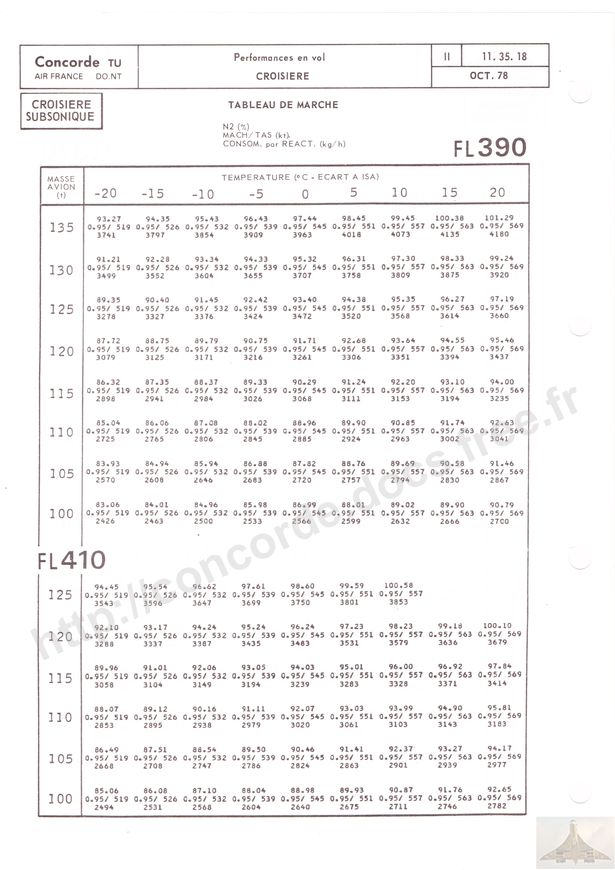 Concorde TU
AIR FRANCE DO.NT
Performances en vol
CROISIERE
II
11. 35. 18
OCT. 78
CROISIERE
SUBSONIQUE
TABLEAU DE MARCHE
N2 (%)
MACH/TAS (kt).
CONSOM. par REACT. (kg/h)
FL390
MASSE
AVION
(t)
TEMPERATURE (°C - ECART A ISA)
-20 -15 -10 -5 0 5 10 15 20
93.27 94.35 95.43 96.43 97.44 98.45 99.45 100.38 101.29
135 0.95/ 519 0.95/ 526 0.95/ 532 0.95/ 539 0.95/ 545 0.95/ 551 0.95/ 557 0.95/ 563 0.95/ 569
3741 3797 3854 3909 3963 4018 4073 4135 4180
91.21 92.28 93.34 94.33 95.32 96.31 97.30 98.33 99.24
130 0.95/ 519 0.95/ 526 0.95/ 532 0.95/ 539 0.95/ 545 0.95/ 551 0.95/ 557 0.95/ 563 0.95/ 569
3499 3552 3604 3655 3707 3758 3809 3875 3920
89.35 90.40 91.45 92.42 93.40 94.38 95.35 96.27 97.19
125 0.95/ 519 0.95/ 526 0.95/ 532 0.95/ 539 0.95/ 545 0.95/ 551 0.95/ 557 0.95/ 563 0.95/ 569
3278 3327 3376 3424 3472 3520 3568 3614 3660
87.72 88.75 89.79 90.75 91.71 92.68 93.64 94.55 95.46
120 0.95/ 519 0.95/ 526 0.95/ 532 0.95/ 539 0.95/ 545 0.95/ 551 0.95/ 557 0.95/ 563 0.95/ 569
3079 3125 3171 3216 3261 3306 3351 3394 3437
86.32 87.35 88.37 89.33 90.29 91.24 92.20 93.10 94.00
115 0.95/ 519 0.95/ 526 0.95/ 532 0.95/ 539 0.95/ 545 0.95/ 551 0.95/ 557 0.95/ 563 0.95/ 569
2898 2941 2984 3026 3068 3111 3153 3194 3235
85.04 86.06 87.08 88.02 88.96 89.90 90.85 91.74 92.63
110 0.95/ 519 0.95/ 526 0.95/ 532 0.95/ 539 0.95/ 545 0.95/ 551 0.95/ 557 0.95/ 563 0.95/ 569
2725 2765 2806 2845 2885 2924 2963 3002 3041
83.93 84.94 85.94 86.88 87.82 88.76 89.69 90.58 91.46
105 0.95/ 519 0.95/ 526 0.95/ 532 0.95/ 539 0.95/ 545 0.95/ 551 0.95/ 557 0.95/ 563 0.95/ 569
2570 2608 2646 2683 2720 2757 2794 2830 2867
83.06 84.01 84.96 85.98 86.99 88.01 89.02 89.90 90.79
100 0.95/ 519 0.95/ 526 0.95/ 532 0.95/ 539 0.95/ 545 0.95/ 551 0.95/ 557 0.95/ 563 0.95/ 569
2426 2463 2500 2533 2566 2599 2632 2666 2700
FL410
94.45 95.54 96.62 97.61 98.60 99.59 100.58
125 0.95/ 519 0.95/ 526 0.95/ 532 0.95/ 539 0.95/ 545 0.95/ 551 0.95/ 557
3543 3596 3647 3699 3750 3801 3853
92.10 93.17 94.24 95.24 96.24 97.23 98.23 99.18 100.10
120 0.95/ 519 0.95/ 526 0.95/ 532 0.95/ 539 0.95/ 545 0.95/ 551 0.95/ 557 0.95/ 563 0.95/ 569
3288 3337 3387 3435 3483 3531 3579 3636 3679
89.96 91.01 92.06 93.05 94.03 95.01 96.00 96.92 97.84
115 0.95/ 519 0.95/ 526 0.95/ 532 0.95/ 539 0.95/ 545 0.95/ 551 0.95/ 557 0.95/ 563 0.95/ 569
3058 3104 3149 3194 3239 3283 3328 3371 3414
88.07 89.12 90.16 91.11 92.07 93.03 93.99 94.90 95.81
110 0.95/ 519 0.95/ 526 0.95/ 532 0.95/ 539 0.95/ 545 0.95/ 551 0.95/ 557 0.95/ 563 0.95/ 569
2853 2895 2938 2979 3020 3061 3103 3143 3183
86.49 87.51 88.54 89.50 90.46 91.41 92.37 93.27 94.17
105 0.95/ 519 0.95/ 526 0.95/ 532 0.95/ 539 0.95/ 545 0.95/ 551 0.95/ 557 0.95/ 563 0.95/ 569
2668 2708 2747 2786 2824 2863 2901 2939 2977
85.06 86.08 87.10 88.04 88.98 89.93 90.87 91.76 92.65
100 0.95/ 519 0.95/ 526 0.95/ 532 0.95/ 539 0.95/ 545 0.95/ 551 0.95/ 557 0.95/ 563 0.95/ 569
2494 2531 2568 2604 2640 2675 2711 2746 2782
http://concorde.docs.free.fr